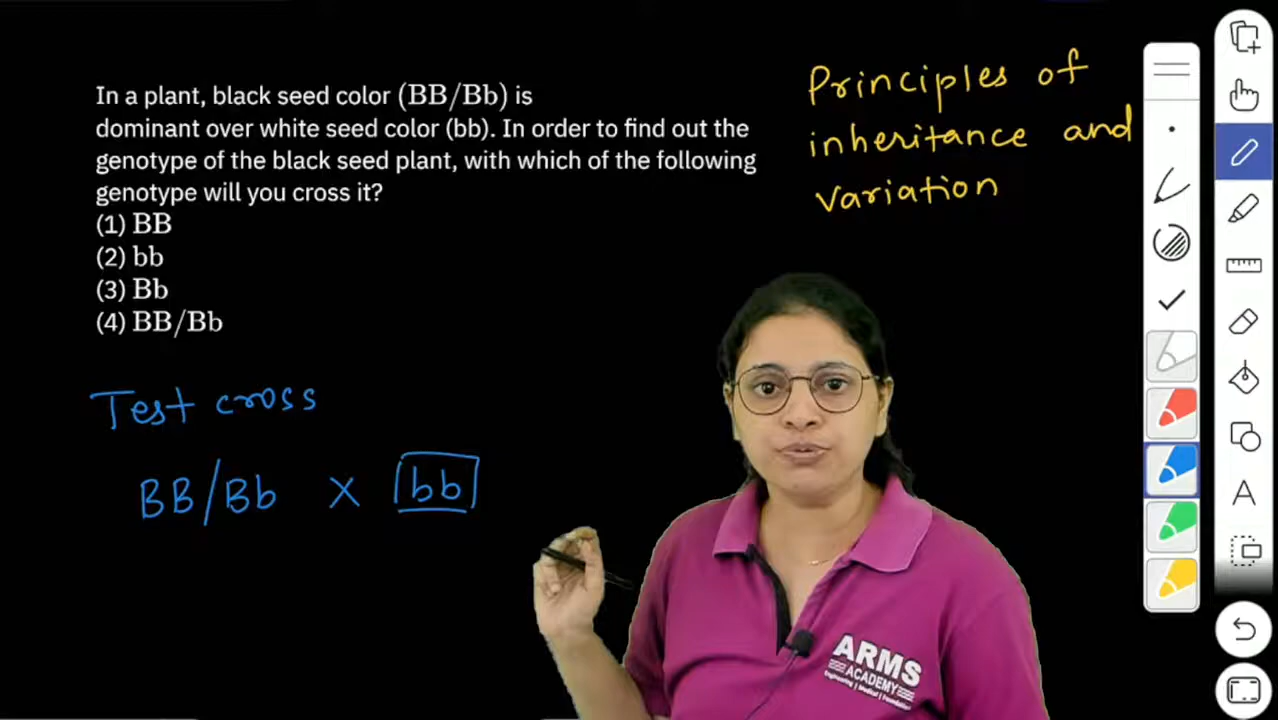 In a plant, black seed color (BB/Bb) is
dominant over white seed color (bb). In order to find out the
genotype of the black seed plant, with which of the following
genotype will you cross it?
(1) BB
(2) bb
(3) Bb
(4) BB/Bb
Principles of
inheritance and
variation
Test cross
BB/Bb × bb
ARMS
ACADEMY
Engineering | Medical | Foundation
A